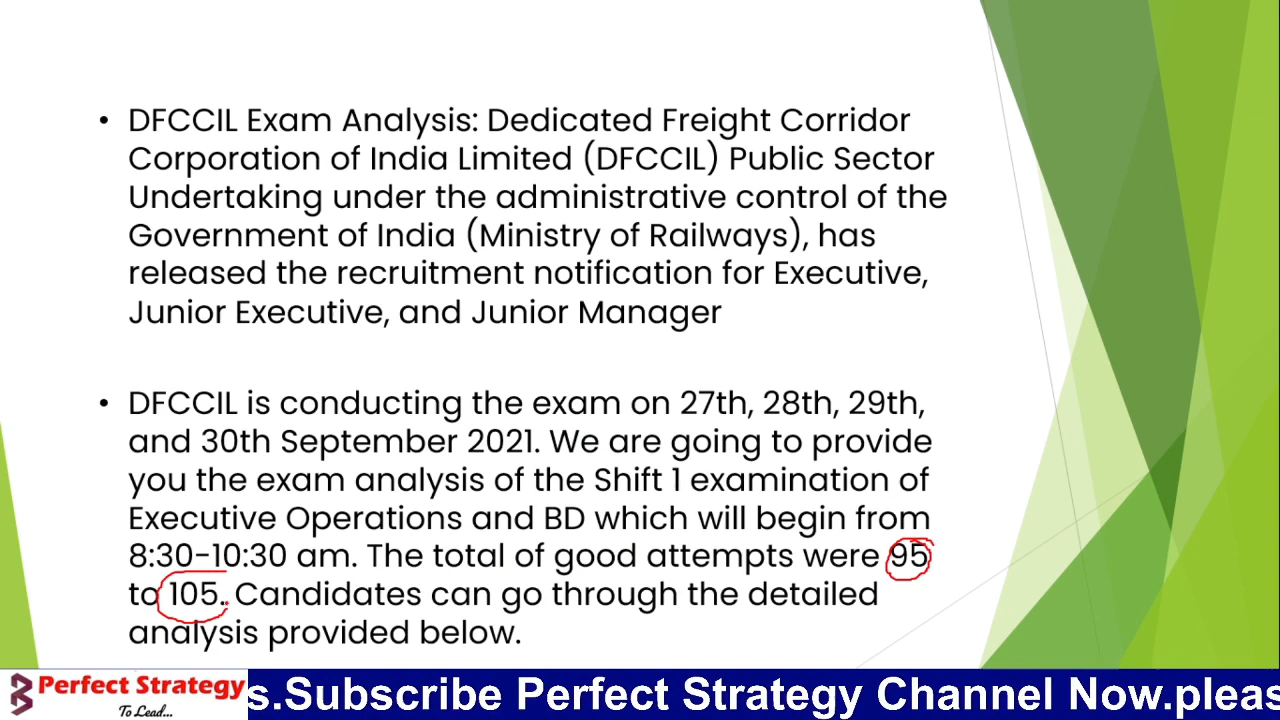 • DFCCIL Exam Analysis: Dedicated Freight Corridor
Corporation of India Limited (DFCCIL) Public Sector
Undertaking under the administrative control of the
Government of India (Ministry of Railways), has
released the recruitment notification for Executive,
Junior Executive, and Junior Manager
• DFCCIL is conducting the exam on 27th, 28th, 29th,
and 30th September 2021. We are going to provide
you the exam analysis of the Shift 1 examination of
Executive Operations and BD which will begin from
8:30-10:30 am. The total of good attempts were 95
to 105. Candidates can go through the detailed
analysis provided below.
Perfect Strategy
To Lead...
s.Subscribe Perfect Strategy Channel Now.pleas